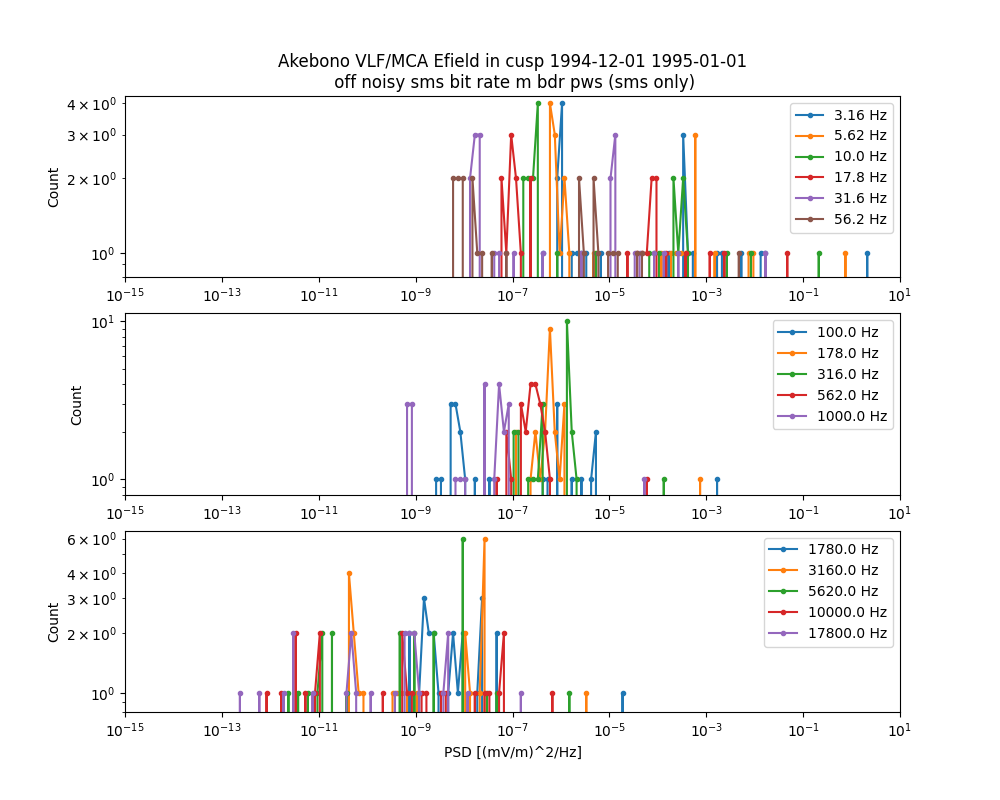 Akebono VLF/MCA Efield in cusp 1994-12-01 1995-01-01
off noisy sms bit rate m bdr pws (sms only)
4 × 10⁰
3 × 10⁰
2 × 10⁰
10⁰
Count
3.16 Hz
5.62 Hz
10.0 Hz
17.8 Hz
31.6 Hz
56.2 Hz
10⁻¹⁵ 10⁻¹³ 10⁻¹¹ 10⁻⁹ 10⁻⁷ 10⁻⁵ 10⁻³ 10⁻¹ 10¹
10¹
10⁰
Count
100.0 Hz
178.0 Hz
316.0 Hz
562.0 Hz
1000.0 Hz
10⁻¹⁵ 10⁻¹³ 10⁻¹¹ 10⁻⁹ 10⁻⁷ 10⁻⁵ 10⁻³ 10⁻¹ 10¹
6 × 10⁰
4 × 10⁰
3 × 10⁰
2 × 10⁰
10⁰
Count
1780.0 Hz
3160.0 Hz
5620.0 Hz
10000.0 Hz
17800.0 Hz
10⁻¹⁵ 10⁻¹³ 10⁻¹¹ 10⁻⁹ 10⁻⁷ 10⁻⁵ 10⁻³ 10⁻¹ 10¹
PSD [(mV/m)^2/Hz]